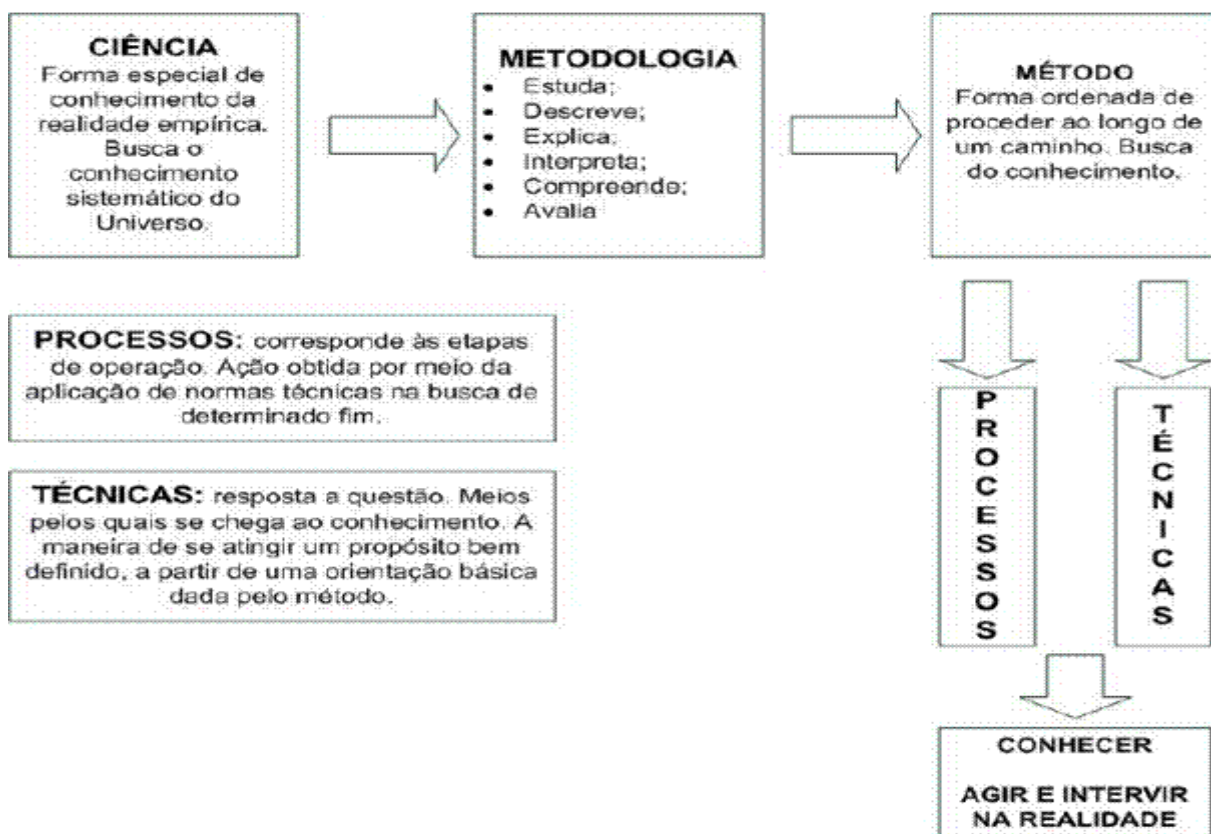 CIÊNCIA
Forma especial de
conhecimento da
realidade empírica.
Busca o
conhecimento
sistemático do
Universo.
METODOLOGIA
• Estuda;
• Descreve;
• Explica;
• Interpreta;
• Compreende;
• Avalia
MÉTODO
Forma ordenada de
proceder ao longo de
um caminho. Busca
do conhecimento.
PROCESSOS: corresponde às etapas
de operação. Ação obtida por meio da
aplicação de normas técnicas na busca de
determinado fim.
TÉCNICAS: resposta a questão. Meios
pelos quais se chega ao conhecimento. A
maneira de se atingir um propósito bem
definido, a partir de uma orientação básica
dada pelo método.
PROCESSOS
TÉCNICAS
CONHECER
AGIR E INTERVIR
NA REALIDADE